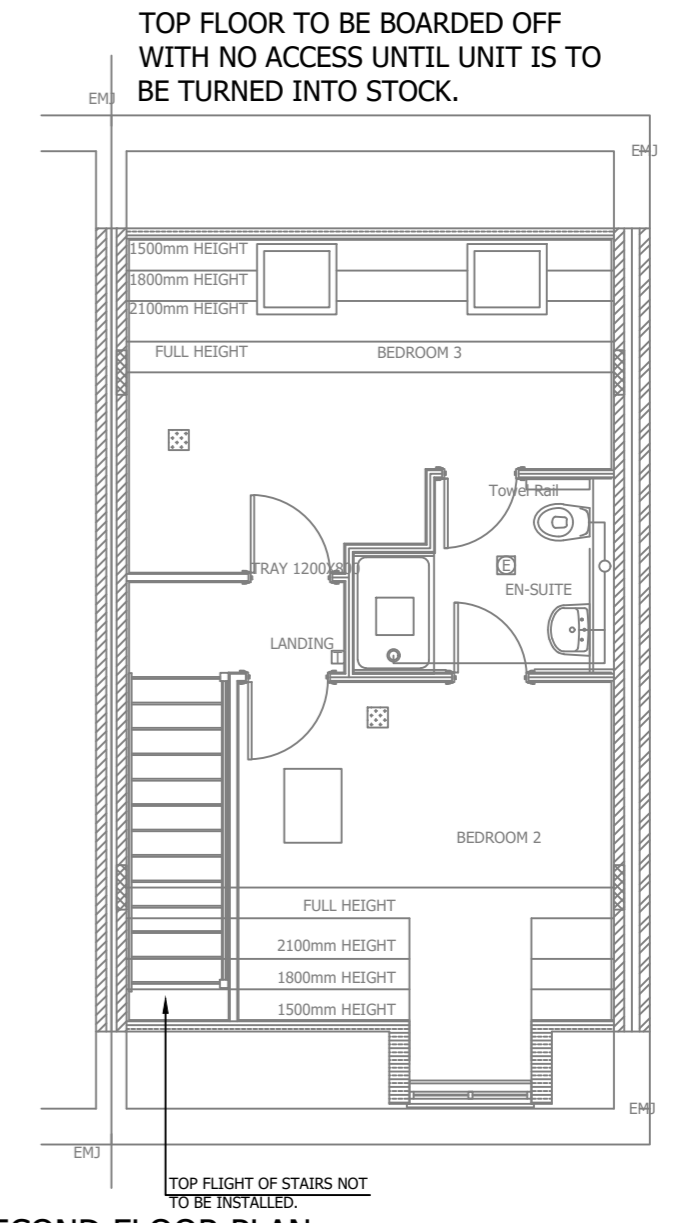 TOP FLOOR TO BE BOARDED OFF
WITH NO ACCESS UNTIL UNIT IS TO
BE TURNED INTO STOCK.
EMJ
EMJ
1500mm HEIGHT
1800mm HEIGHT
2100mm HEIGHT
FULL HEIGHT
BEDROOM 3
Towel Rail
TRAY 1200X800
E
EN-SUITE
LANDING
BEDROOM 2
FULL HEIGHT
2100mm HEIGHT
1800mm HEIGHT
1500mm HEIGHT
EMJ
EMJ
TOP FLIGHT OF STAIRS NOT
TO BE INSTALLED.